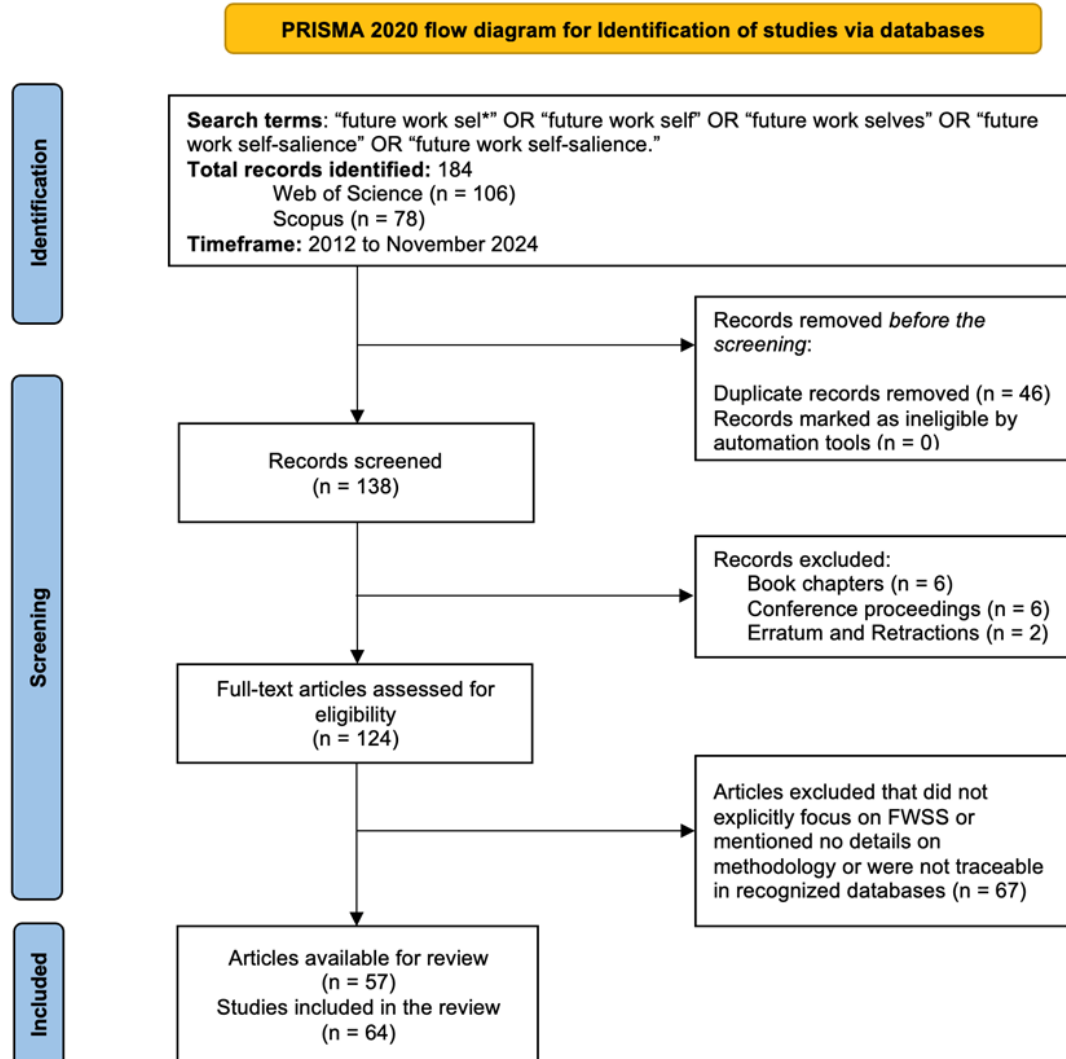 PRISMA 2020 flow diagram for Identification of studies via databases
Identification
Search terms: “future work sel*” OR “future work self” OR “future work selves” OR “future
work self-salience” OR “future work self-salience.”
Total records identified: 184
Web of Science (n = 106)
Scopus (n = 78)
Timeframe: 2012 to November 2024
Records removed before the
screening:
Duplicate records removed (n = 46)
Records marked as ineligible by
automation tools (n = 0)
Screening
Records screened
(n = 138)
Records excluded:
Book chapters (n = 6)
Conference proceedings (n = 6)
Erratum and Retractions (n = 2)
Full-text articles assessed for
eligibility
(n = 124)
Articles excluded that did not
explicitly focus on FWSS or
mentioned no details on
methodology or were not traceable
in recognized databases (n = 67)
Included
Articles available for review
(n = 57)
Studies included in the review
(n = 64)